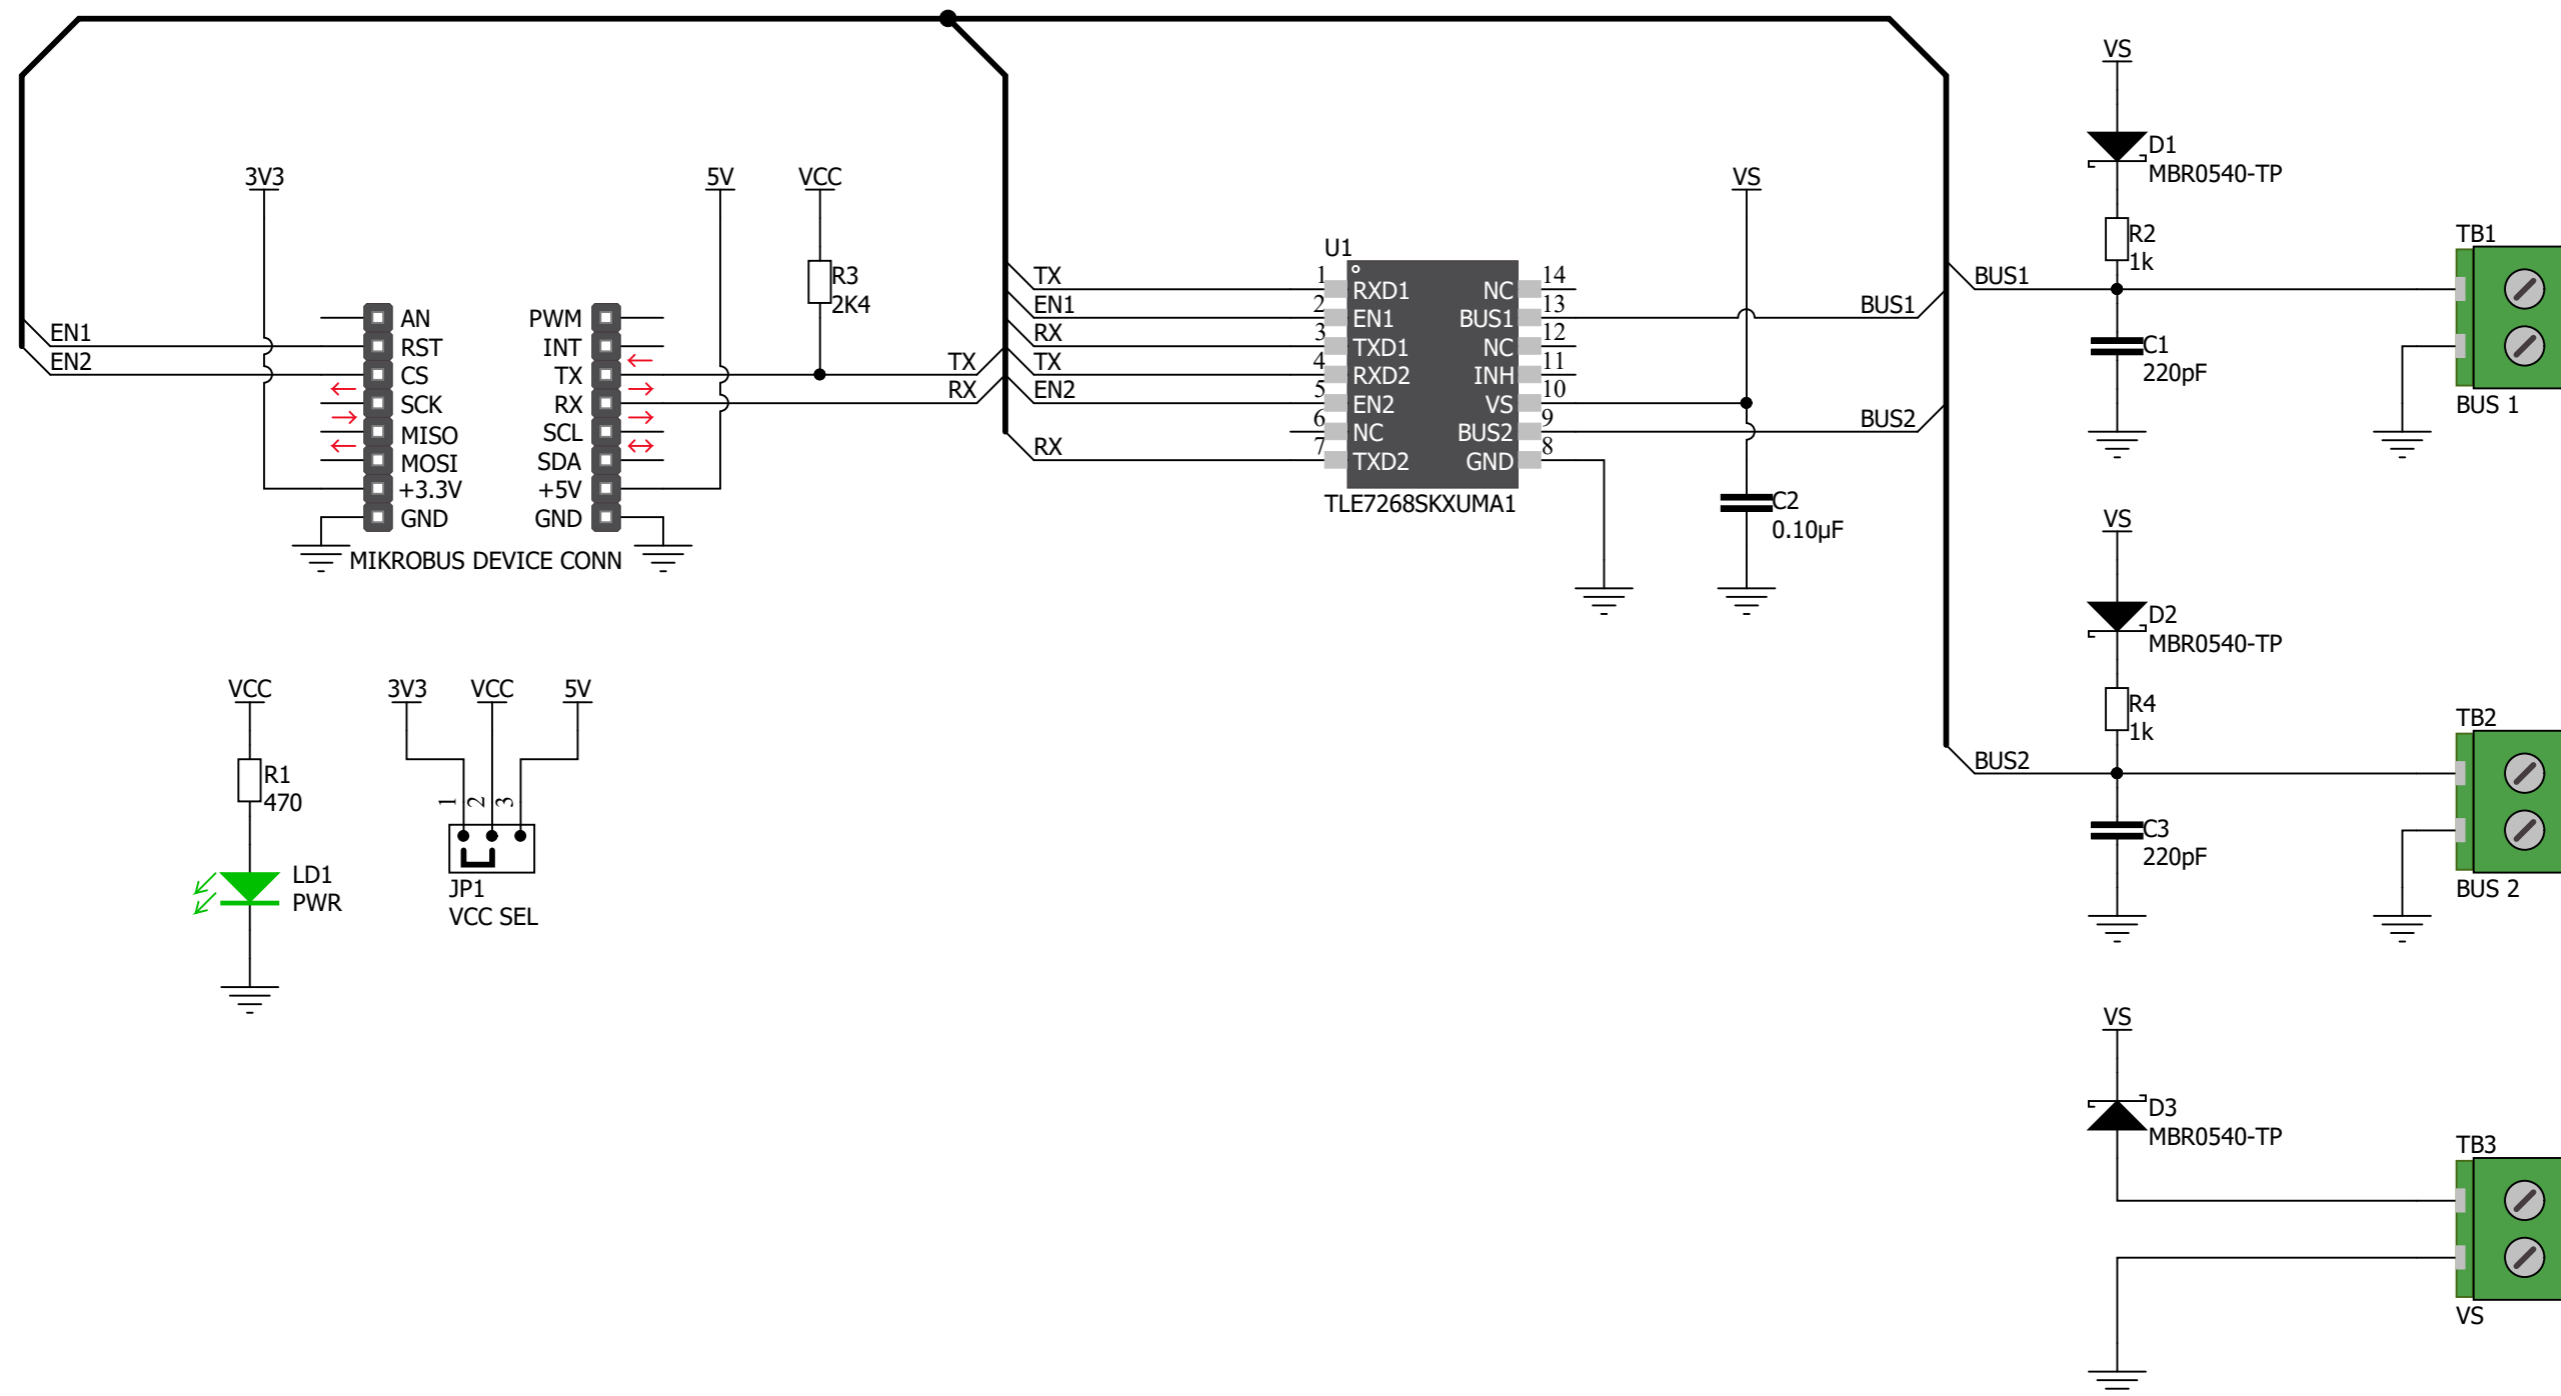 VS
D1
MBR0540-TP
3V3
5V
VCC
VS
R2
1k
TB1
U1
R3
2K4
TX
1
RXD1
NC
14
BUS1
EN1
2
EN1
BUS1
13
BUS1
RX
3
TXD1
NC
12
TX
4
RXD2
INH
11
EN2
5
EN2
VS
10
6
NC
BUS2
9
BUS2
RX
7
TXD2
GND
8
TLE7268SKXUMA1
AN
PWM
EN1
RST
INT
EN2
CS
TX
TX
SCK
RX
RX
MISO
SCL
MOSI
SDA
+3.3V
+5V
GND
GND
MIKROBUS DEVICE CONN
C1
220pF
BUS 1
C2
0.10µF
VS
D2
MBR0540-TP
R4
1k
TB2
BUS2
C3
220pF
BUS 2
VCC
R1
470
LD1
PWR
3V3
VCC
5V
1
2
3
JP1
VCC SEL
VS
D3
MBR0540-TP
TB3
VS